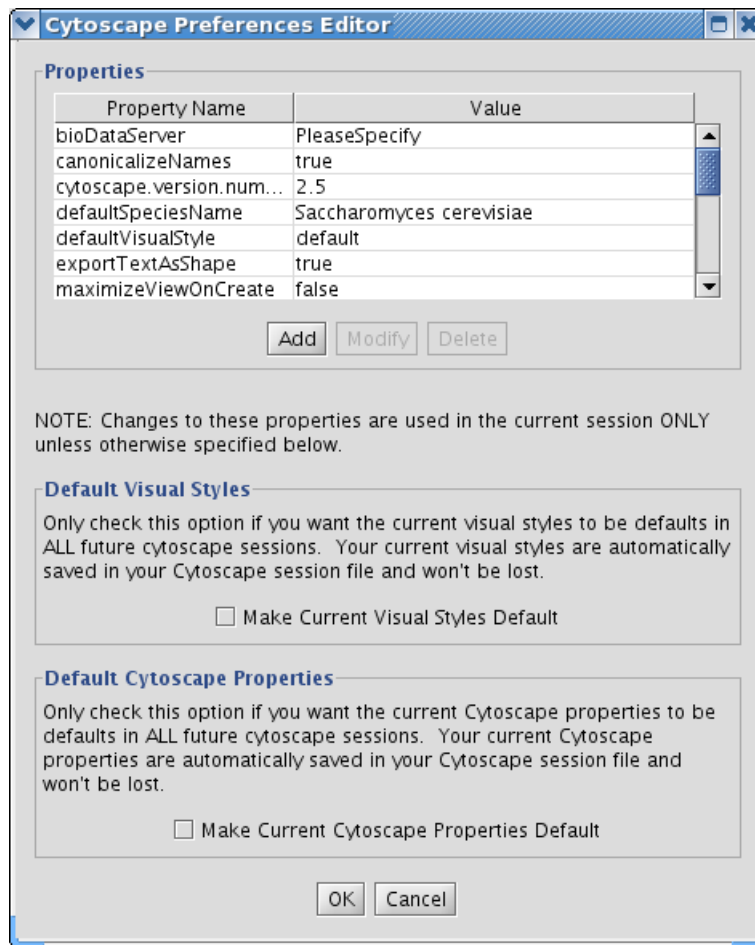 Cytoscape Preferences Editor
Properties
Property Name Value
bioDataServer PleaseSpecify
canonicalizeNames true
cytoscape.version.num... 2.5
defaultSpeciesName Saccharomyces cerevisiae
defaultVisualStyle default
exportTextAsShape true
maximizeViewOnCreate false
Add Modify Delete
NOTE: Changes to these properties are used in the current session ONLY
unless otherwise specified below.
Default Visual Styles
Only check this option if you want the current visual styles to be defaults in
ALL future cytoscape sessions.  Your current visual styles are automatically
saved in your Cytoscape session file and won't be lost.
Make Current Visual Styles Default
Default Cytoscape Properties
Only check this option if you want the current Cytoscape properties to be
defaults in ALL future cytoscape sessions.  Your current Cytoscape
properties are automatically saved in your Cytoscape session file and
won't be lost.
Make Current Cytoscape Properties Default
OK Cancel